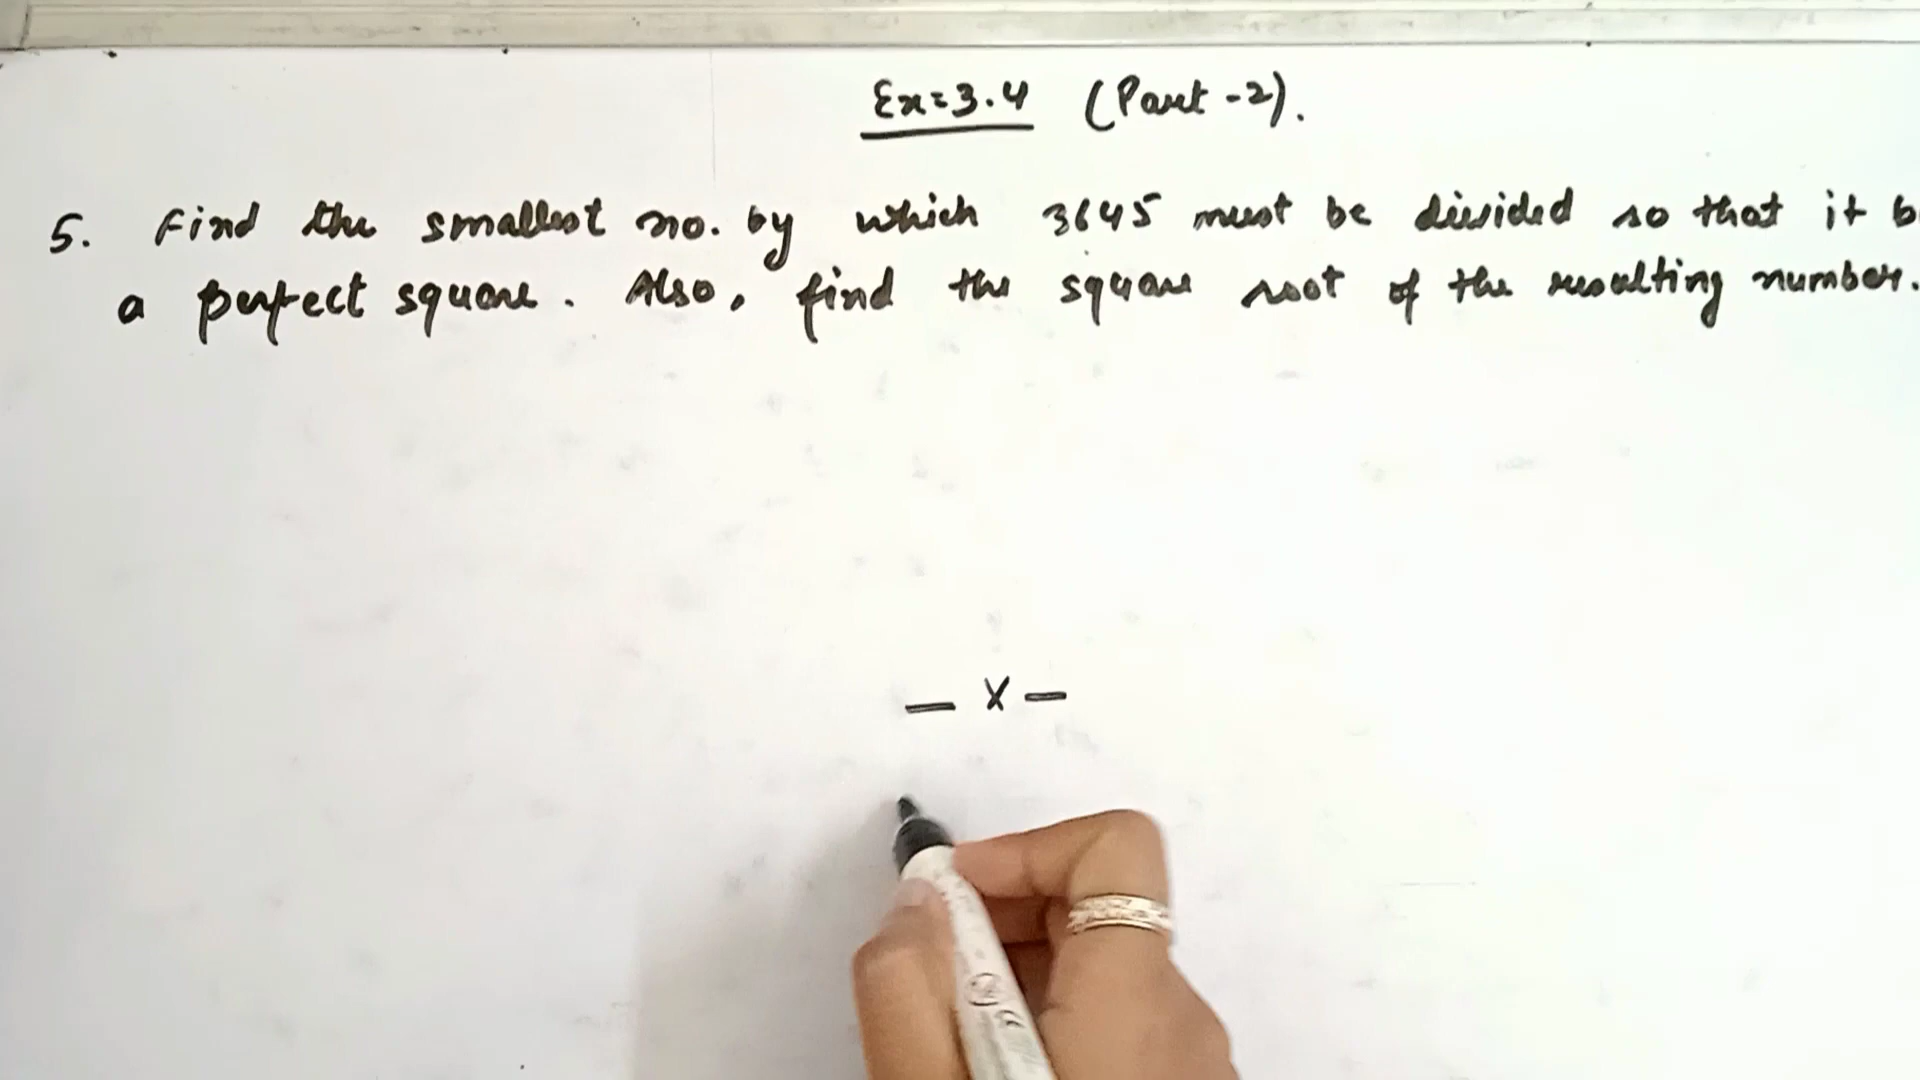 Ex=3.4 (Part-2).
5. Find the smallest no. by which 3645 must be divided so that it b
a perfect square. Also, find the square root of the resulting number.
— X —